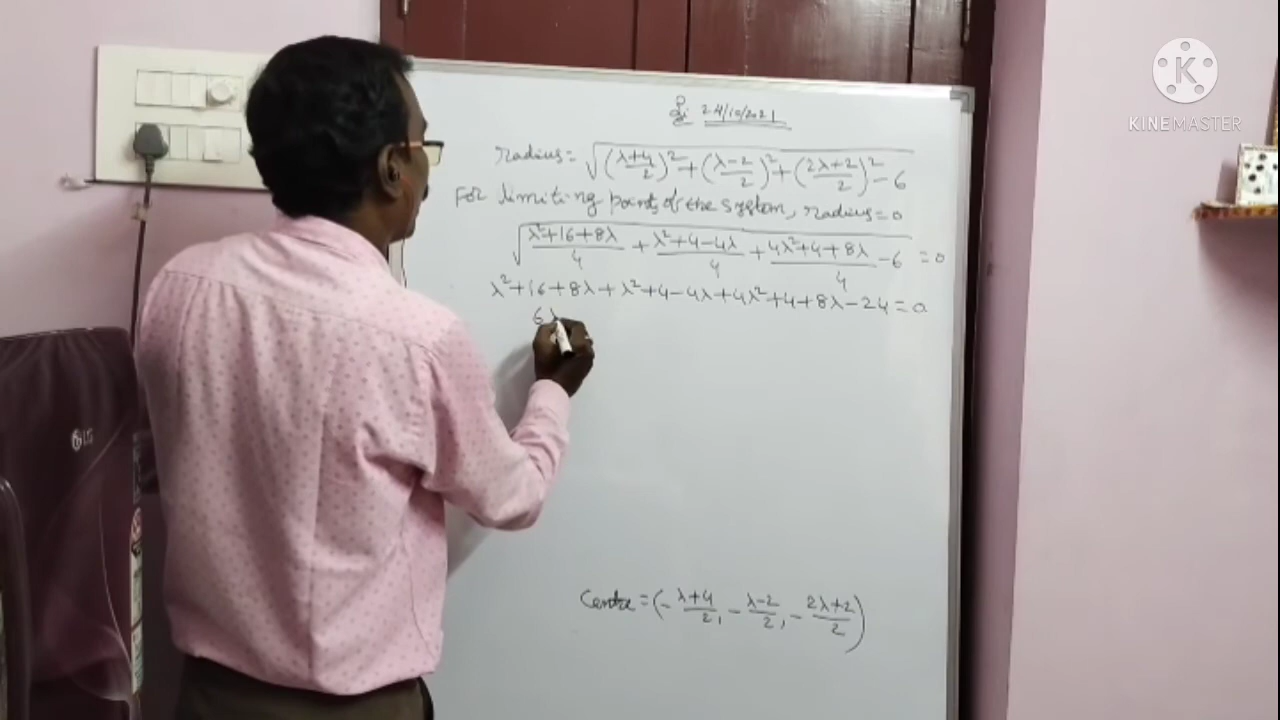 KINEMASTER
24/10/2021
radius = √((λ+4)/2)² + ((λ-2)/2)² + ((2λ+2)/2)² - 6
For limiting points of the system, radius = 0
√(λ²+16+8λ)/4 + (λ²+4-4λ)/4 + (4λ²+4+8λ)/4 - 6 = 0
λ²+16+8λ+λ²+4-4λ+4λ²+4+8λ-24=0
6λ
Centre = (-(λ+4)/2, -(λ-2)/2, -(2λ+2)/2)
LG